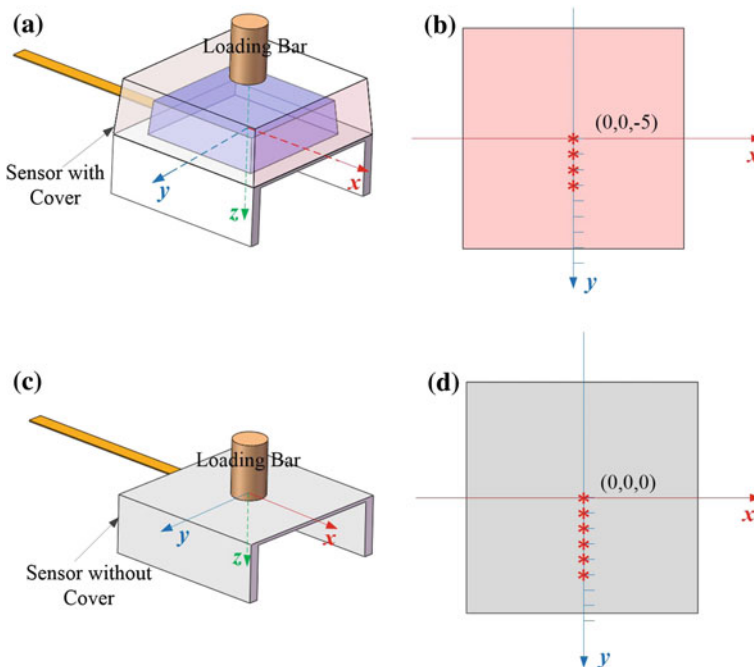 (a)
Loading Bar
Sensor with
Cover
y
x
z
(b)
(0,0,-5)
x
y
(c)
Loading Bar
y
x
z
Sensor without
Cover
(d)
(0,0,0)
x
y